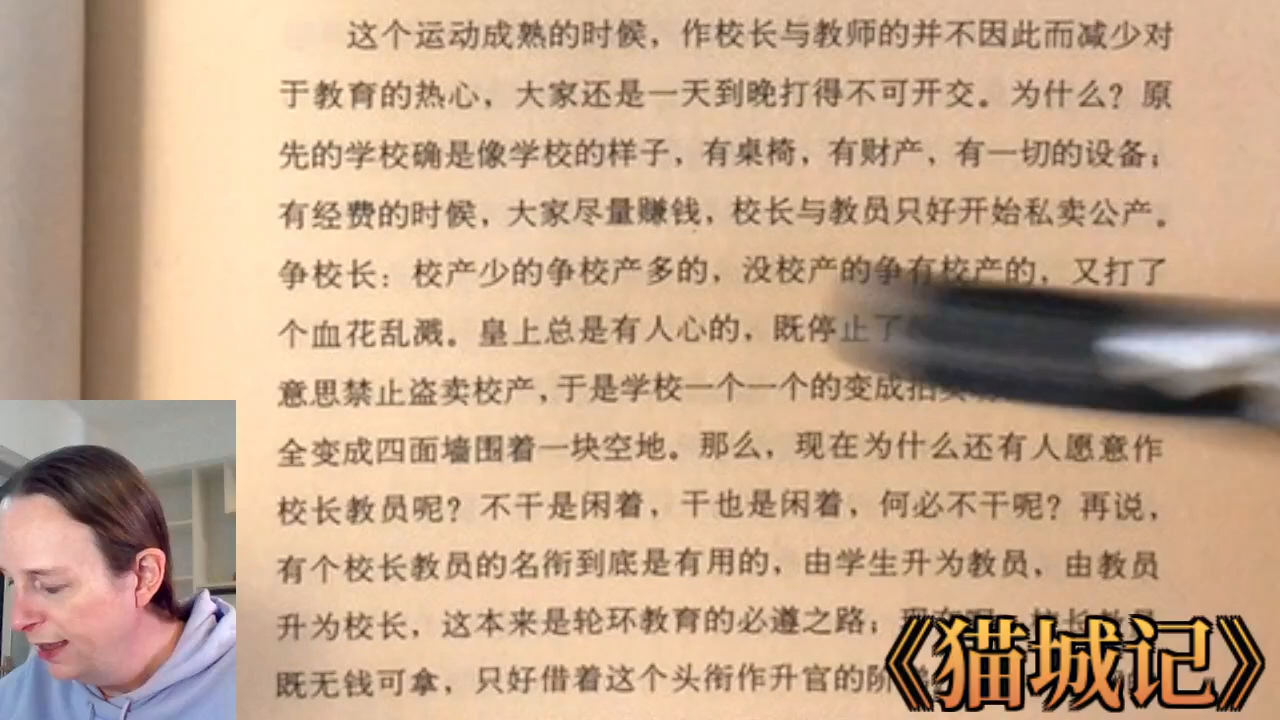 这个运动成熟的时候，作校长与教师的并不因此而减少对
于教育的热心，大家还是一天到晚打得不可开交。为什么？原
先的学校确是像学校的样子，有桌椅，有财产，有一切的设备；
有经费的时候，大家尽量赚钱，校长与教员只好开始私卖公产。
争校长：校产少的争校产多的，没校产的争有校产的，又打了
个血花乱溅。皇上总是有人心的，既停止了
意思禁止盗卖校产，于是学校一个一个的变成拍卖
全变成四面墙围着一块空地。那么，现在为什么还有人愿意作
校长教员呢？不干是闲着，干也是闲着，何必不干呢？再说，
有个校长教员的名衔到底是有用的，由学生升为教员，由教员
升为校长，这本来是轮环教育的必遵之路；现在呢，校长教员
既无钱可拿，只好借着这个头衔作升官的阶
《猫城记》